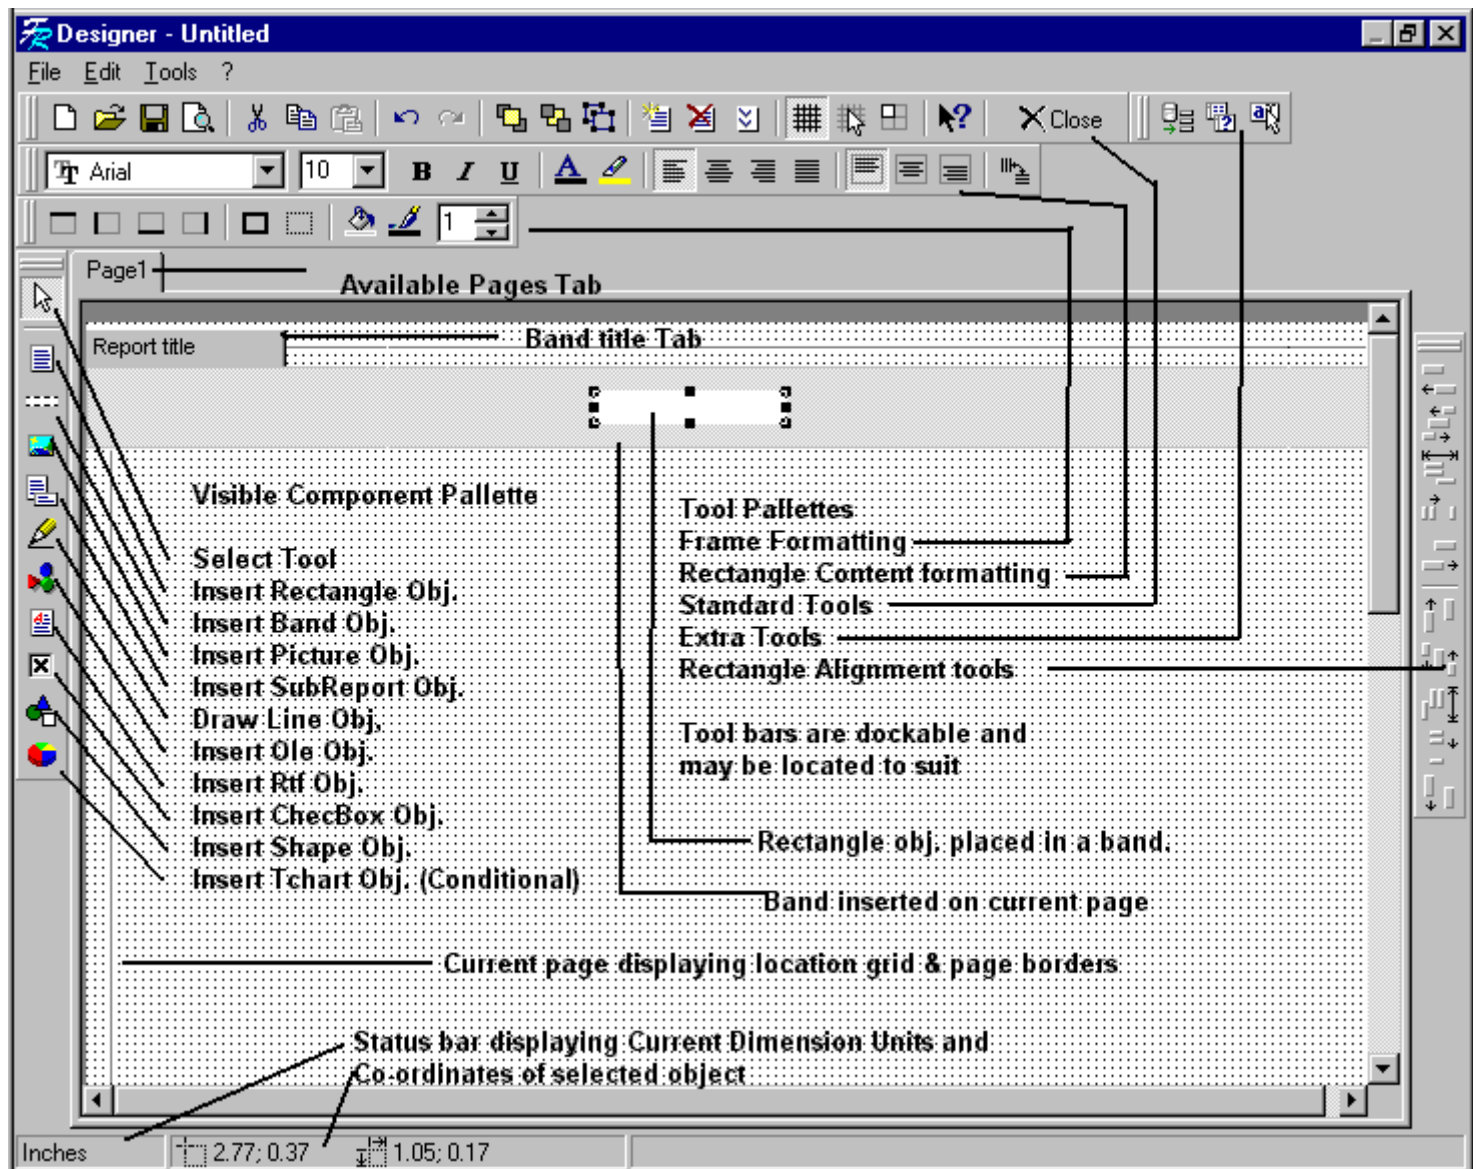 Designer - Untitled
File Edit Tools ?
Close
Arial 10 B I U A
1
Page1
Available Pages Tab
Report title
Band title Tab
Visible Component Pallette
Select Tool
Insert Rectangle Obj.
Insert Band Obj.
Insert Picture Obj.
Insert SubReport Obj.
Draw Line Obj,
Insert Ole Obj.
Insert Rtf Obj.
Insert ChecBox Obj.
Insert Shape Obj.
Insert Tchart Obj. (Conditional)
Tool Pallettes
Frame Formatting
Rectangle Content formatting
Standard Tools
Extra Tools
Rectangle Alignment tools
Tool bars are dockable and
may be located to suit
Rectangle obj. placed in a band.
Band inserted on current page
Current page displaying location grid & page borders
Status bar displaying Current Dimension Units and
Co-ordinates of selected object
Inches 2.77; 0.37 1.05; 0.17